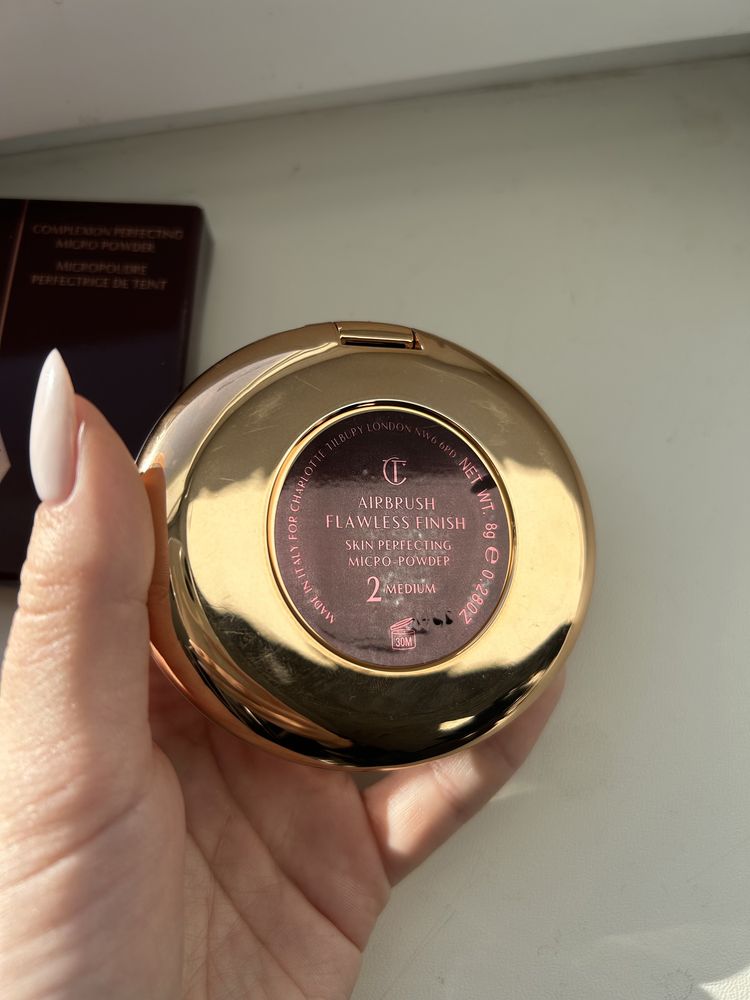 COMPLEXION PERFECTING
MICRO POWDER
MICROPOUDRE
PERFECTRICE DE TEINT
MADE IN ITALY FOR CHARLOTTE TILBURY LONDON NW6 6RD
NET WT. 8g e 0.28OZ
CT
AIRBRUSH
FLAWLESS FINISH
SKIN PERFECTING
MICRO-POWDER
2 MEDIUM
30M